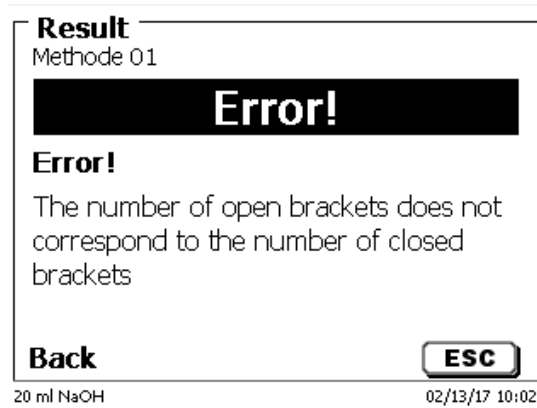 Result
Methode 01
Error!
Error!
The number of open brackets does not
correspond to the number of closed
brackets
Back ESC
20 ml NaOH 02/13/17 10:02